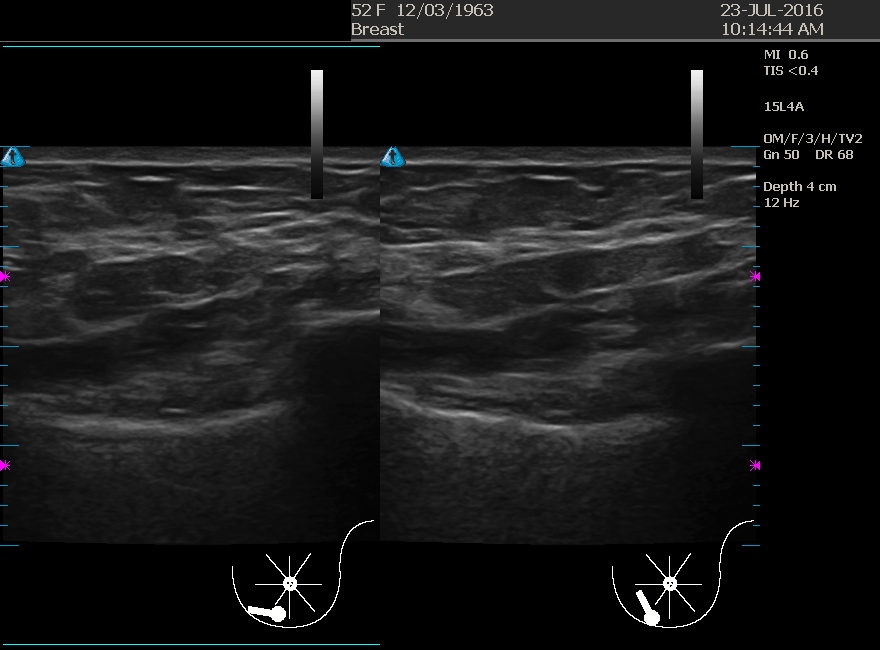 52 F 12/03/1963 23-JUL-2016
Breast 10:14:44 AM
MI 0.6
TIS <0.4
15L4A
OM/F/3/H/TV2
Gn 50 DR 68
Depth 4 cm
12 Hz